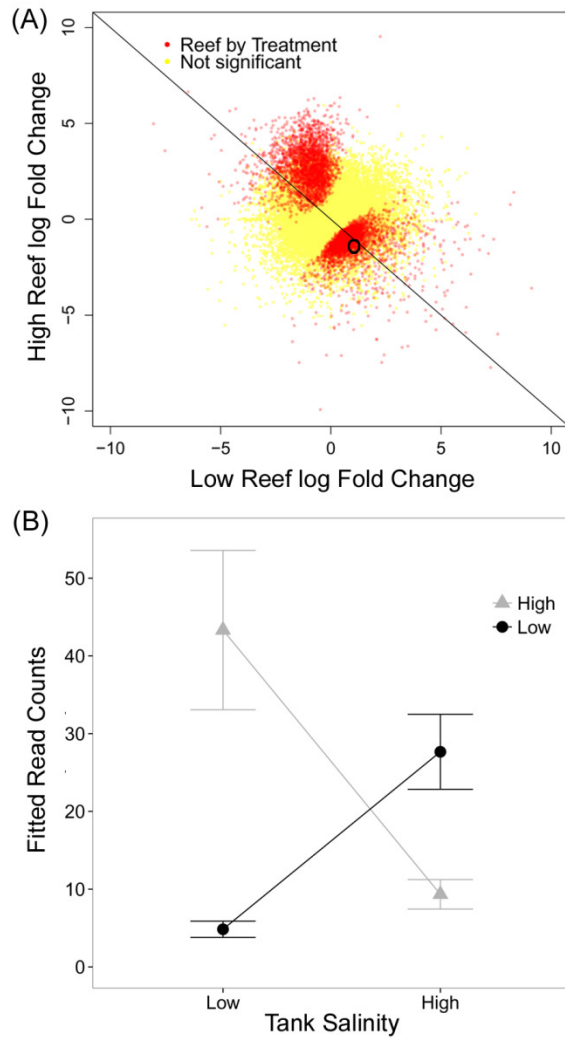 (A)
10
5
0
−5
−10
High Reef log Fold Change
Reef by Treatment
Not significant
−10
−5
0
5
10
Low Reef log Fold Change
(B)
50
40
30
20
10
0
Fitted Read Counts
High
Low
Low
High
Tank Salinity